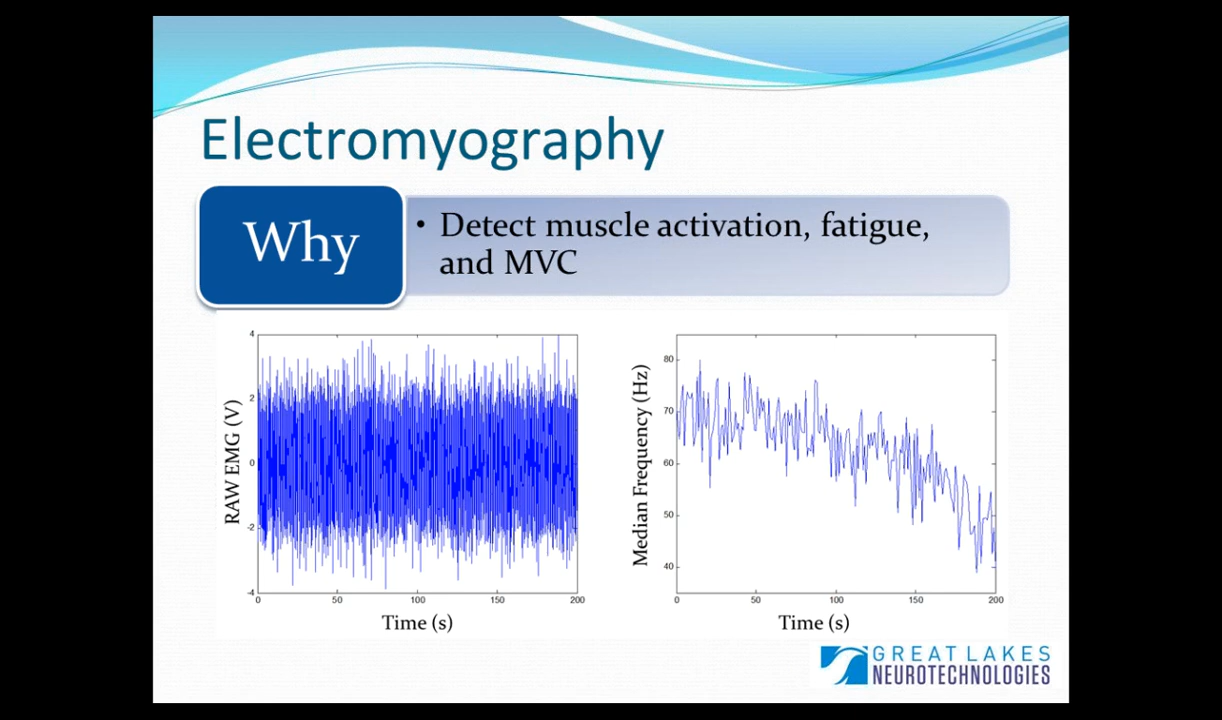 Electromyography
Why
• Detect muscle activation, fatigue,
and MVC
4
2
0
-2
-4
RAW EMG (V)
0 50 100 150 200
Time (s)
80
70
60
50
40
Median Frequency (Hz)
0 50 100 150 200
Time (s)
GREAT LAKES
NEUROTECHNOLOGIES